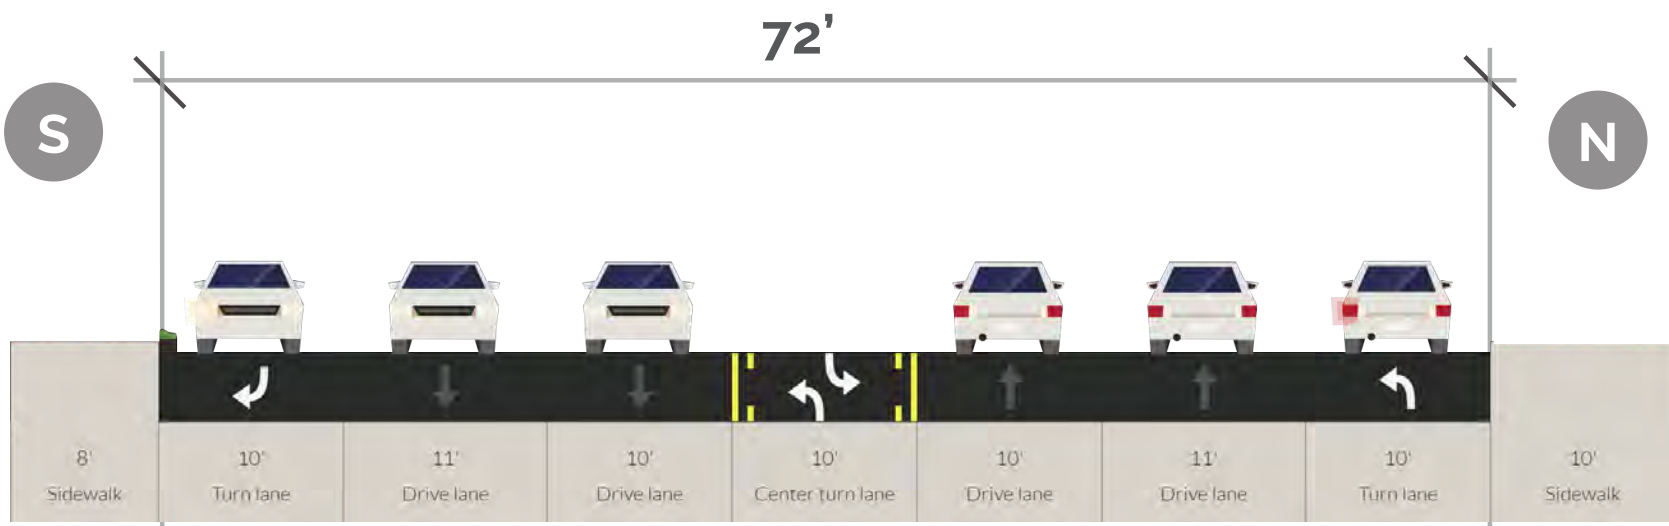 72’
S
N
8'
Sidewalk
10'
Turn lane
11'
Drive lane
10'
Drive lane
10'
Center turn lane
10'
Drive lane
11'
Drive lane
10'
Turn lane
10'
Sidewalk